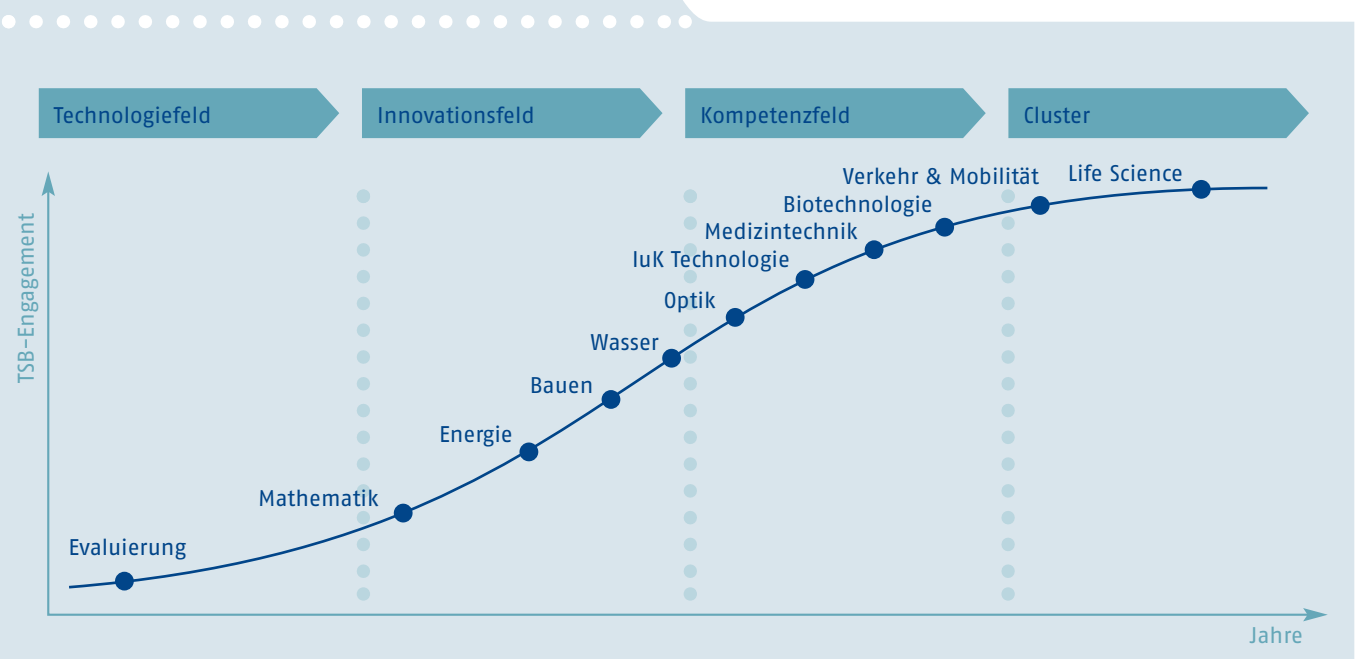 Technologiefeld
Innovationsfeld
Kompetenzfeld
Cluster
TSB-Engagement
Life Science
Verkehr & Mobilität
Biotechnologie
Medizintechnik
IuK Technologie
Optik
Wasser
Bauen
Energie
Mathematik
Evaluierung
Jahre